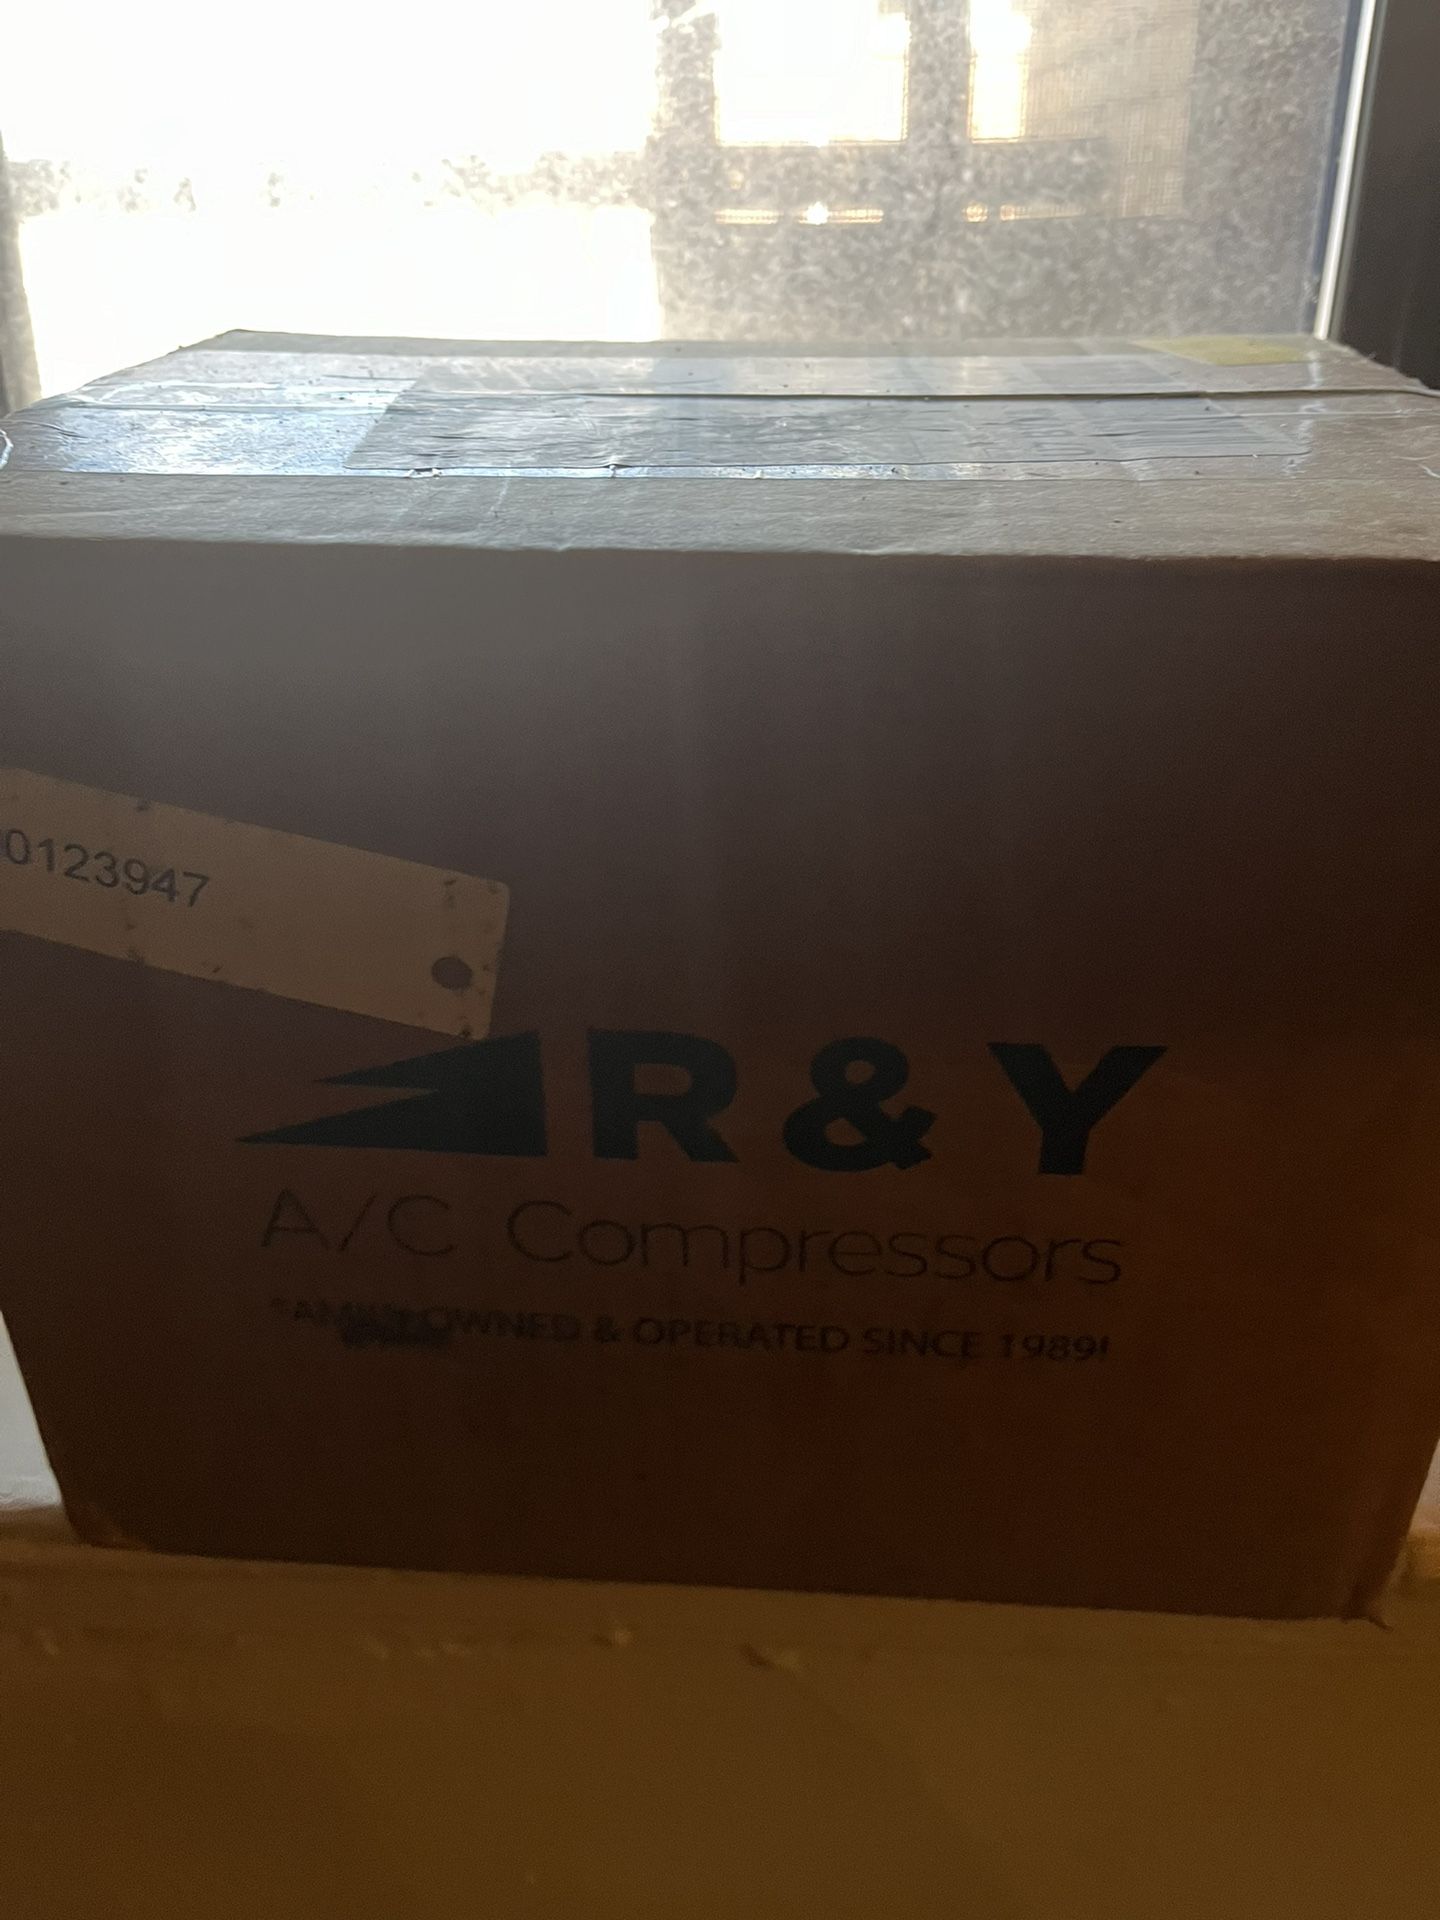 0123947
R & Y
A/C Compressors
OWNED & OPERATED SINCE 1989!